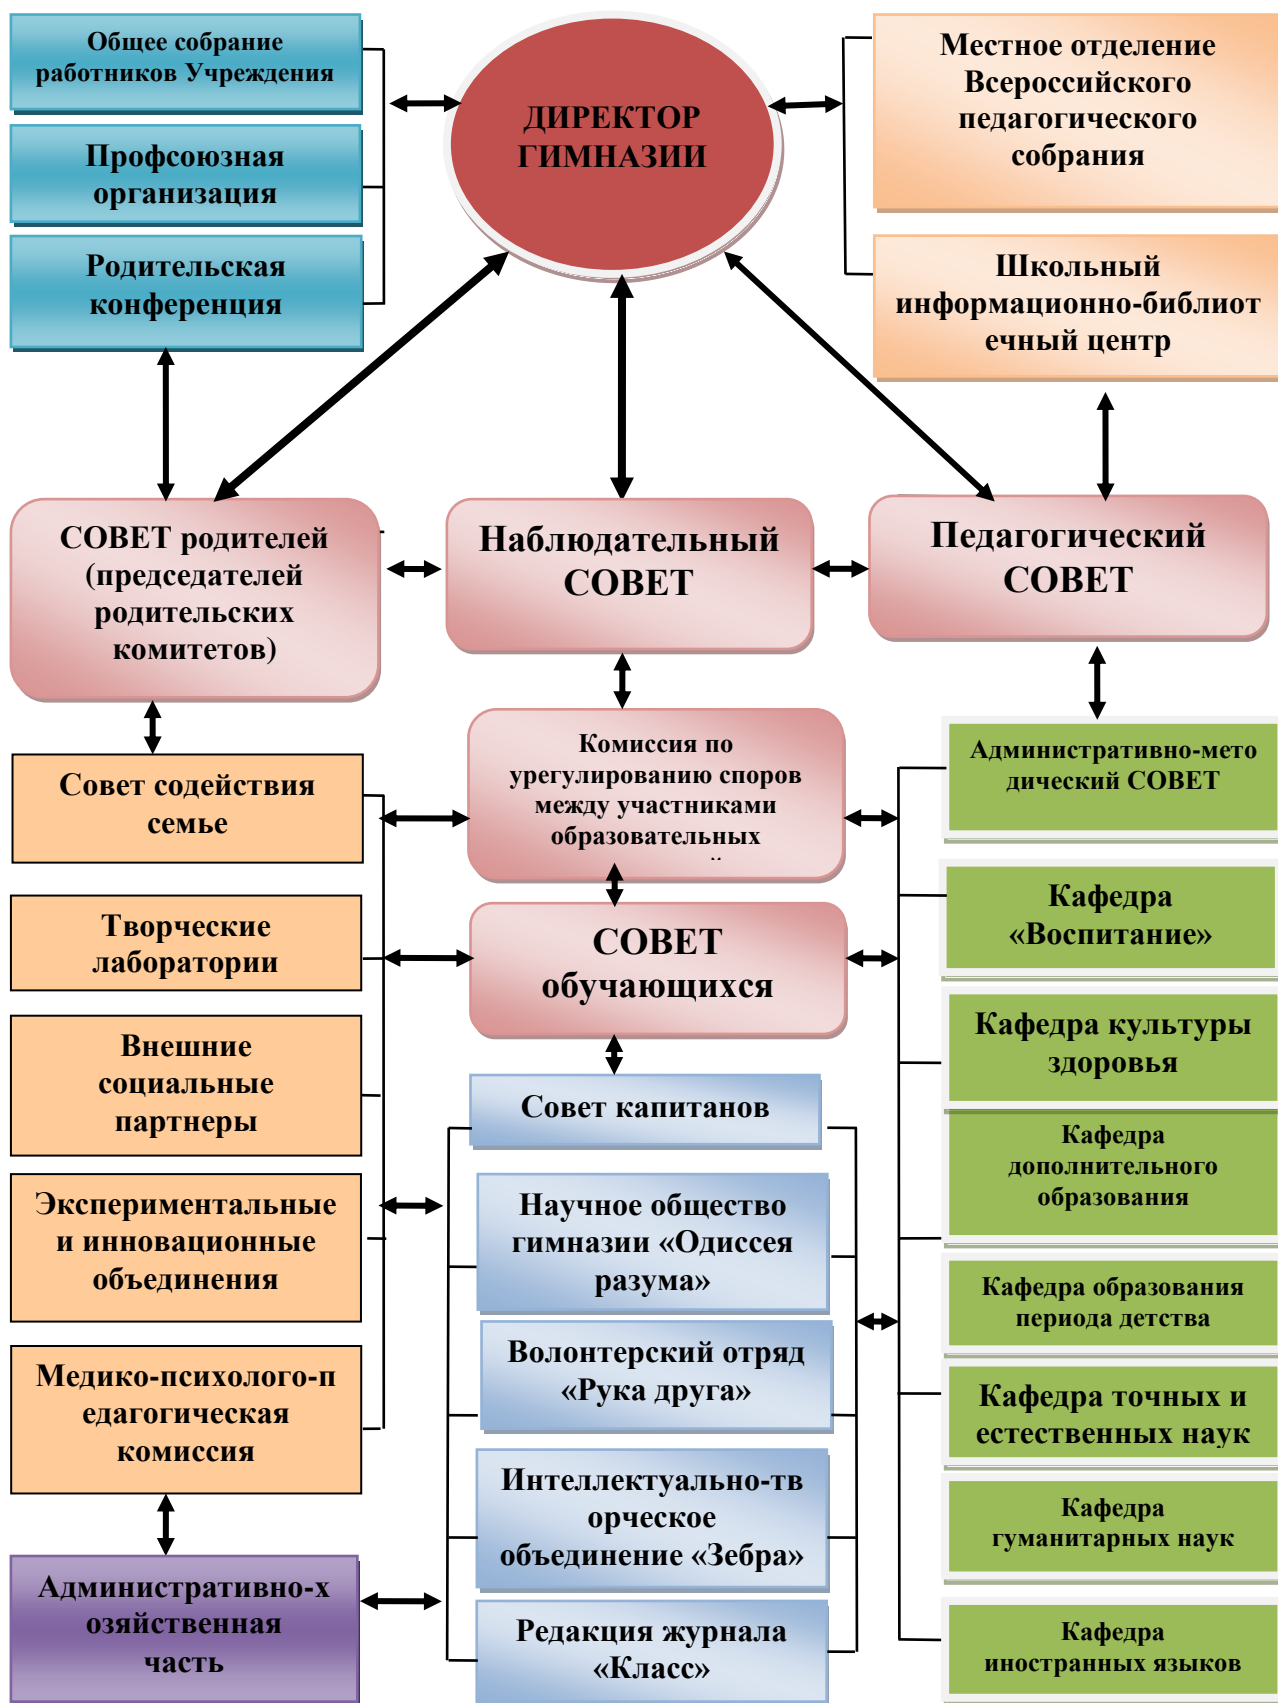 Общее собрание
работников Учреждения
Профсоюзная
организация
Родительская
конференция
ДИРЕКТОР
ГИМНАЗИИ
Местное отделение
Всероссийского
педагогического
собрания
Школьный
информационно-библиот
ечный центр
СОВЕТ родителей
(председателей
родительских
комитетов)
Наблюдательный
СОВЕТ
Педагогический
СОВЕТ
Совет содействия
семье
Творческие
лаборатории
Внешние
социальные
партнеры
Экспериментальные
и инновационные
объединения
Медико-психолого-п
едагогическая
комиссия
Административно-х
озяйственная
часть
Комиссия по
урегулированию споров
между участниками
образовательных
СОВЕТ
обучающихся
Совет капитанов
Научное общество
гимназии «Одиссея
разума»
Волонтерский отряд
«Рука друга»
Интеллектуально-тв
орческое
объединение «Зебра»
Редакция журнала
«Класс»
Административно-мето
дический СОВЕТ
Кафедра
«Воспитание»
Кафедра культуры
здоровья
Кафедра
дополнительного
образования
Кафедра образования
периода детства
Кафедра точных и
естественных наук
Кафедра
гуманитарных наук
Кафедра
иностранных языков